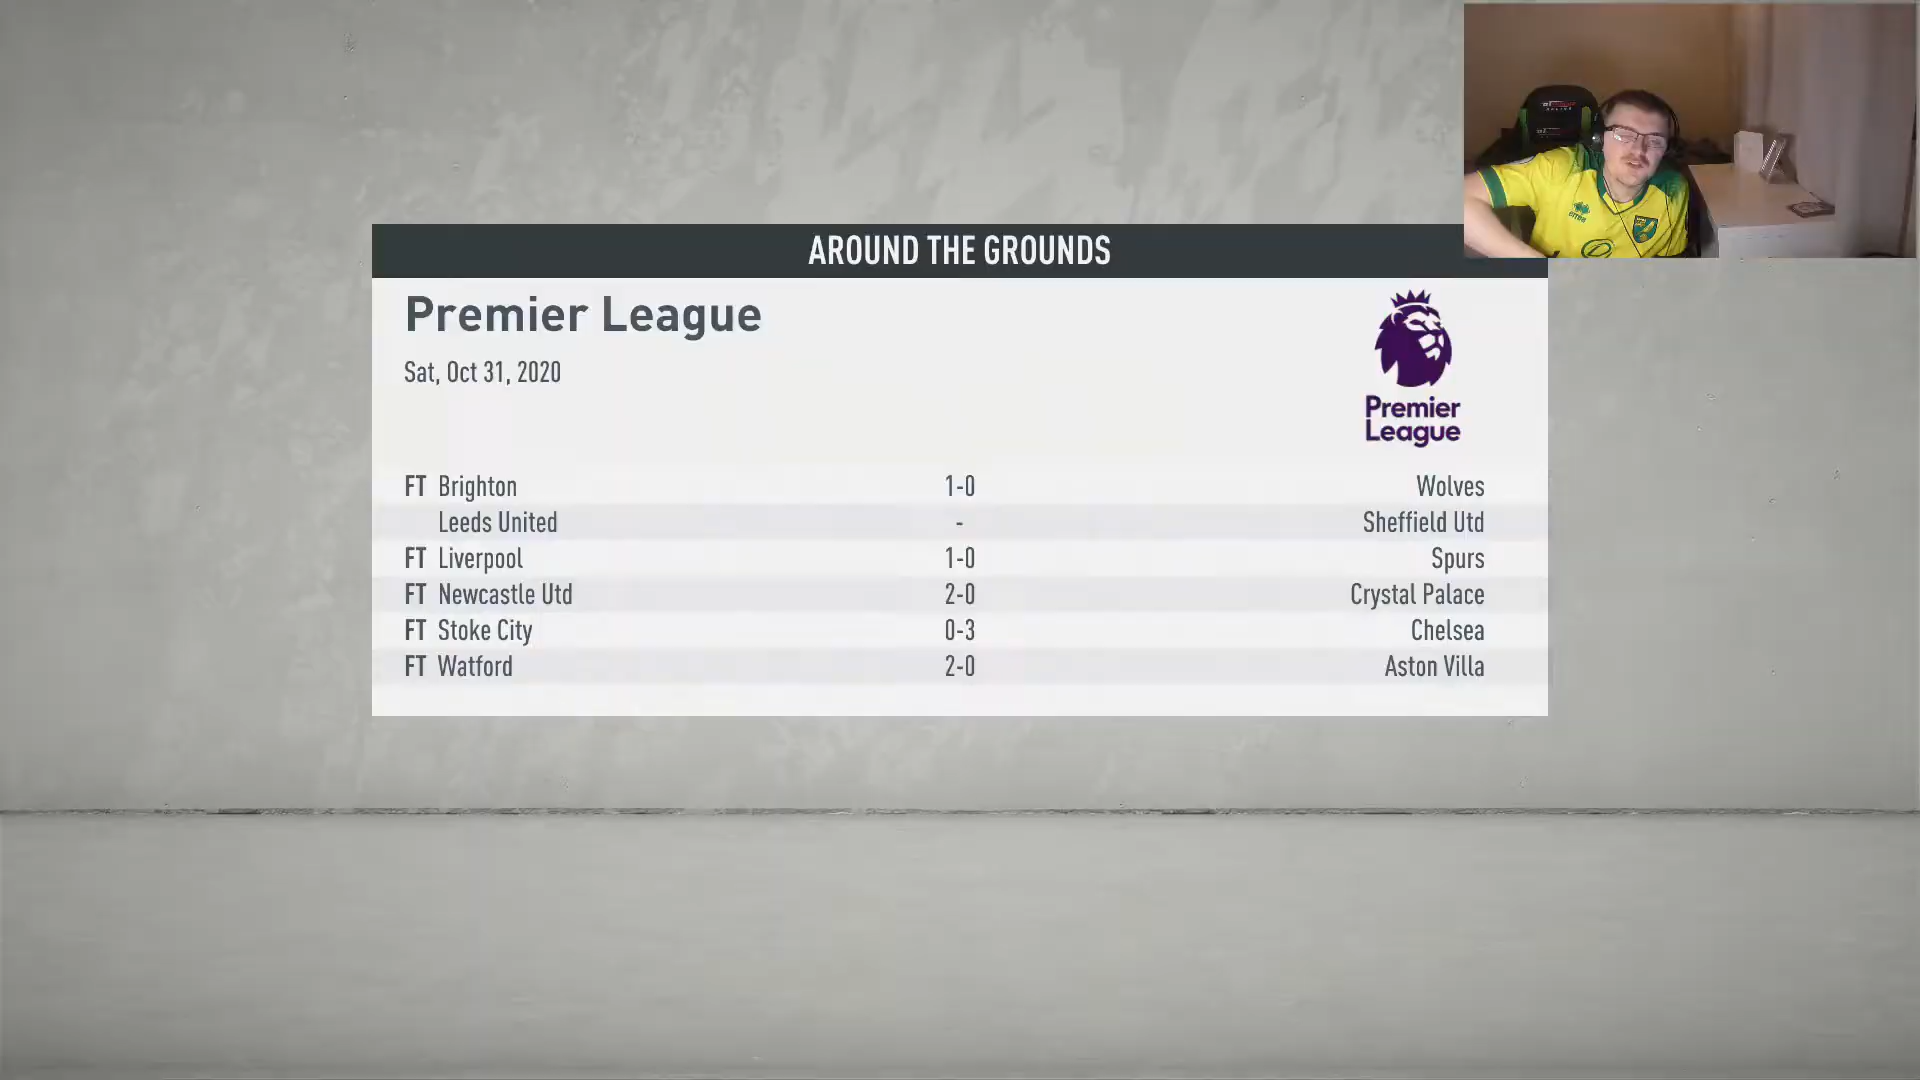 AROUND THE GROUNDS
Premier League
Sat, Oct 31, 2020
Premier
League
FT Brighton 1-0 Wolves
Leeds United - Sheffield Utd
FT Liverpool 1-0 Spurs
FT Newcastle Utd 2-0 Crystal Palace
FT Stoke City 0-3 Chelsea
FT Watford 2-0 Aston Villa